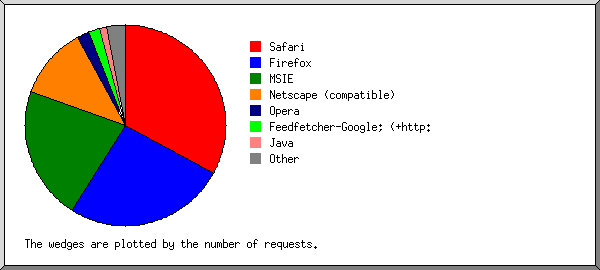 Safari
Firefox
MSIE
Netscape (compatible)
Opera
Feedfetcher-Google; (+http:
Java
Other
The wedges are plotted by the number of requests.